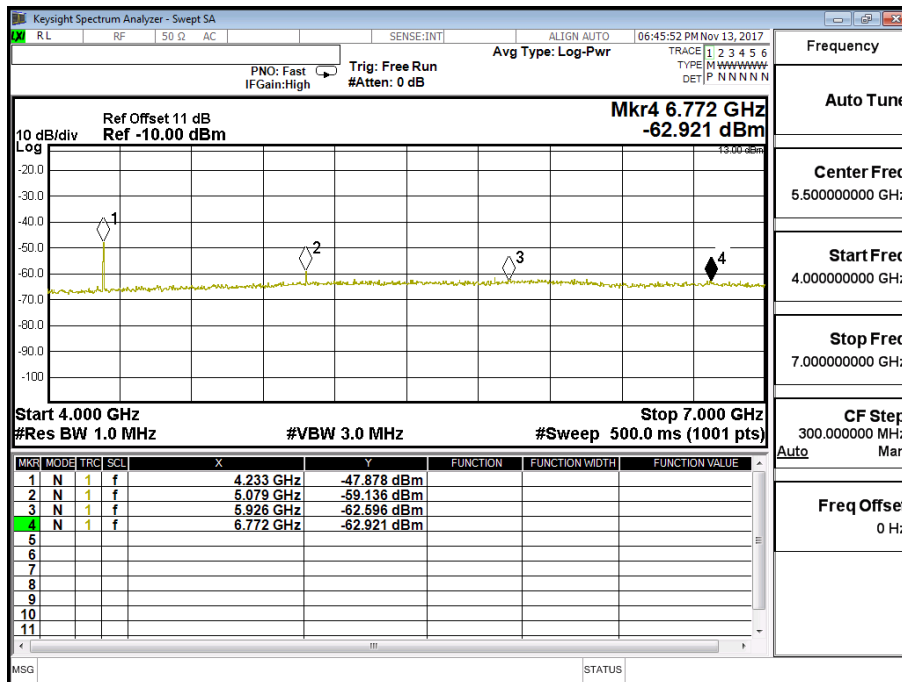 Keysight Spectrum Analyzer - Swept SA
LXI RL RF 50 Ω AC SENSE:INT ALIGN AUTO 06:45:52 PM Nov 13, 2017
Avg Type: Log-Pwr TRACE 1 2 3 4 5 6
PNO: Fast Trig: Free Run TYPE M W W W W W
IFGain:High #Atten: 0 dB DET P N N N N N
Mkr4 6.772 GHz
-62.921 dBm
Ref Offset 11 dB
10 dB/div Ref -10.00 dBm
Log
13.00 dBm
-20.0
-30.0
-40.0
-50.0
-60.0
-70.0
-80.0
-90.0
-100
1
2
3
4
Start 4.000 GHz Stop 7.000 GHz
#Res BW 1.0 MHz #VBW 3.0 MHz #Sweep 500.0 ms (1001 pts)
MKR MODE TRC SCL X Y FUNCTION FUNCTION WIDTH FUNCTION VALUE
1 N 1 f 4.233 GHz -47.878 dBm
2 N 1 f 5.079 GHz -59.136 dBm
3 N 1 f 5.926 GHz -62.596 dBm
4 N 1 f 6.772 GHz -62.921 dBm
5
6
7
8
9
10
11
MSG STATUS
Frequency
Auto Tune
Center Freq
5.500000000 GHz
Start Freq
4.000000000 GHz
Stop Freq
7.000000000 GHz
CF Step
300.000000 MHz
Auto Man
Freq Offset
0 Hz